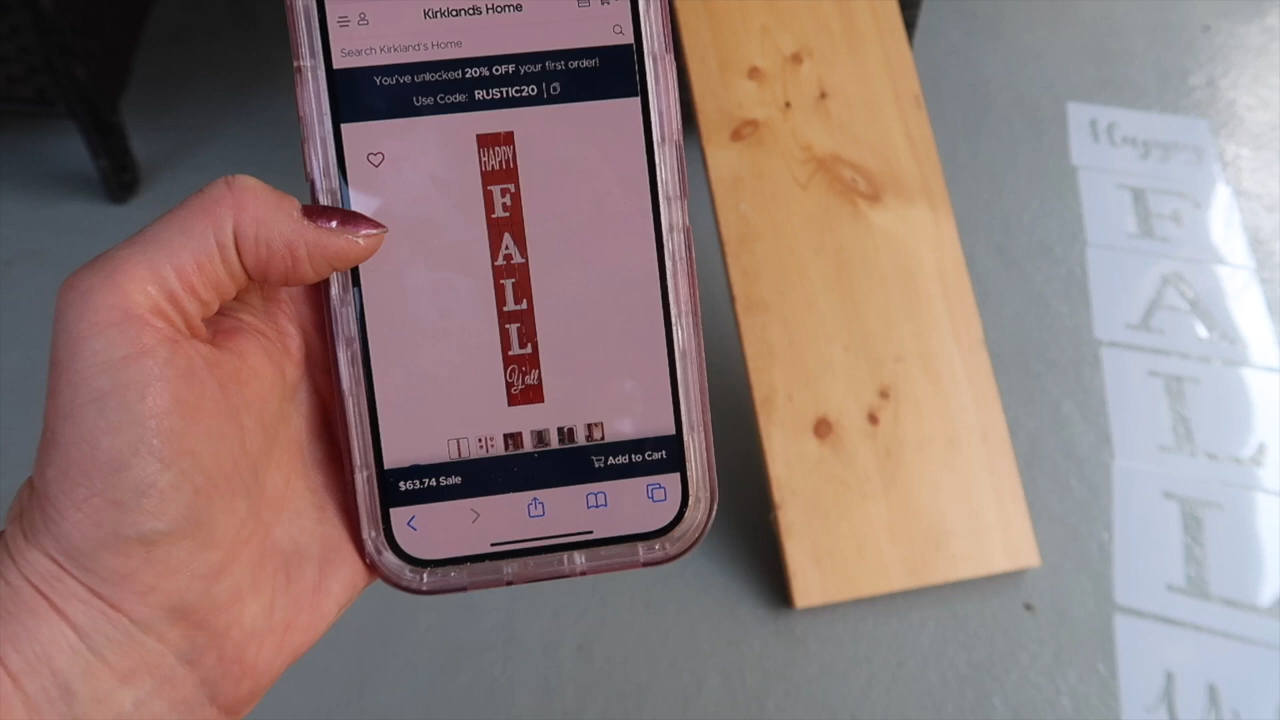 Kirkland's Home
Search Kirkland's Home
You've unlocked 20% OFF your first order!
Use Code: RUSTIC20 |
HAPPY
F
A
L
L
Y'all
$63.74 Sale
Add to Cart
Happy
F
A
L
L